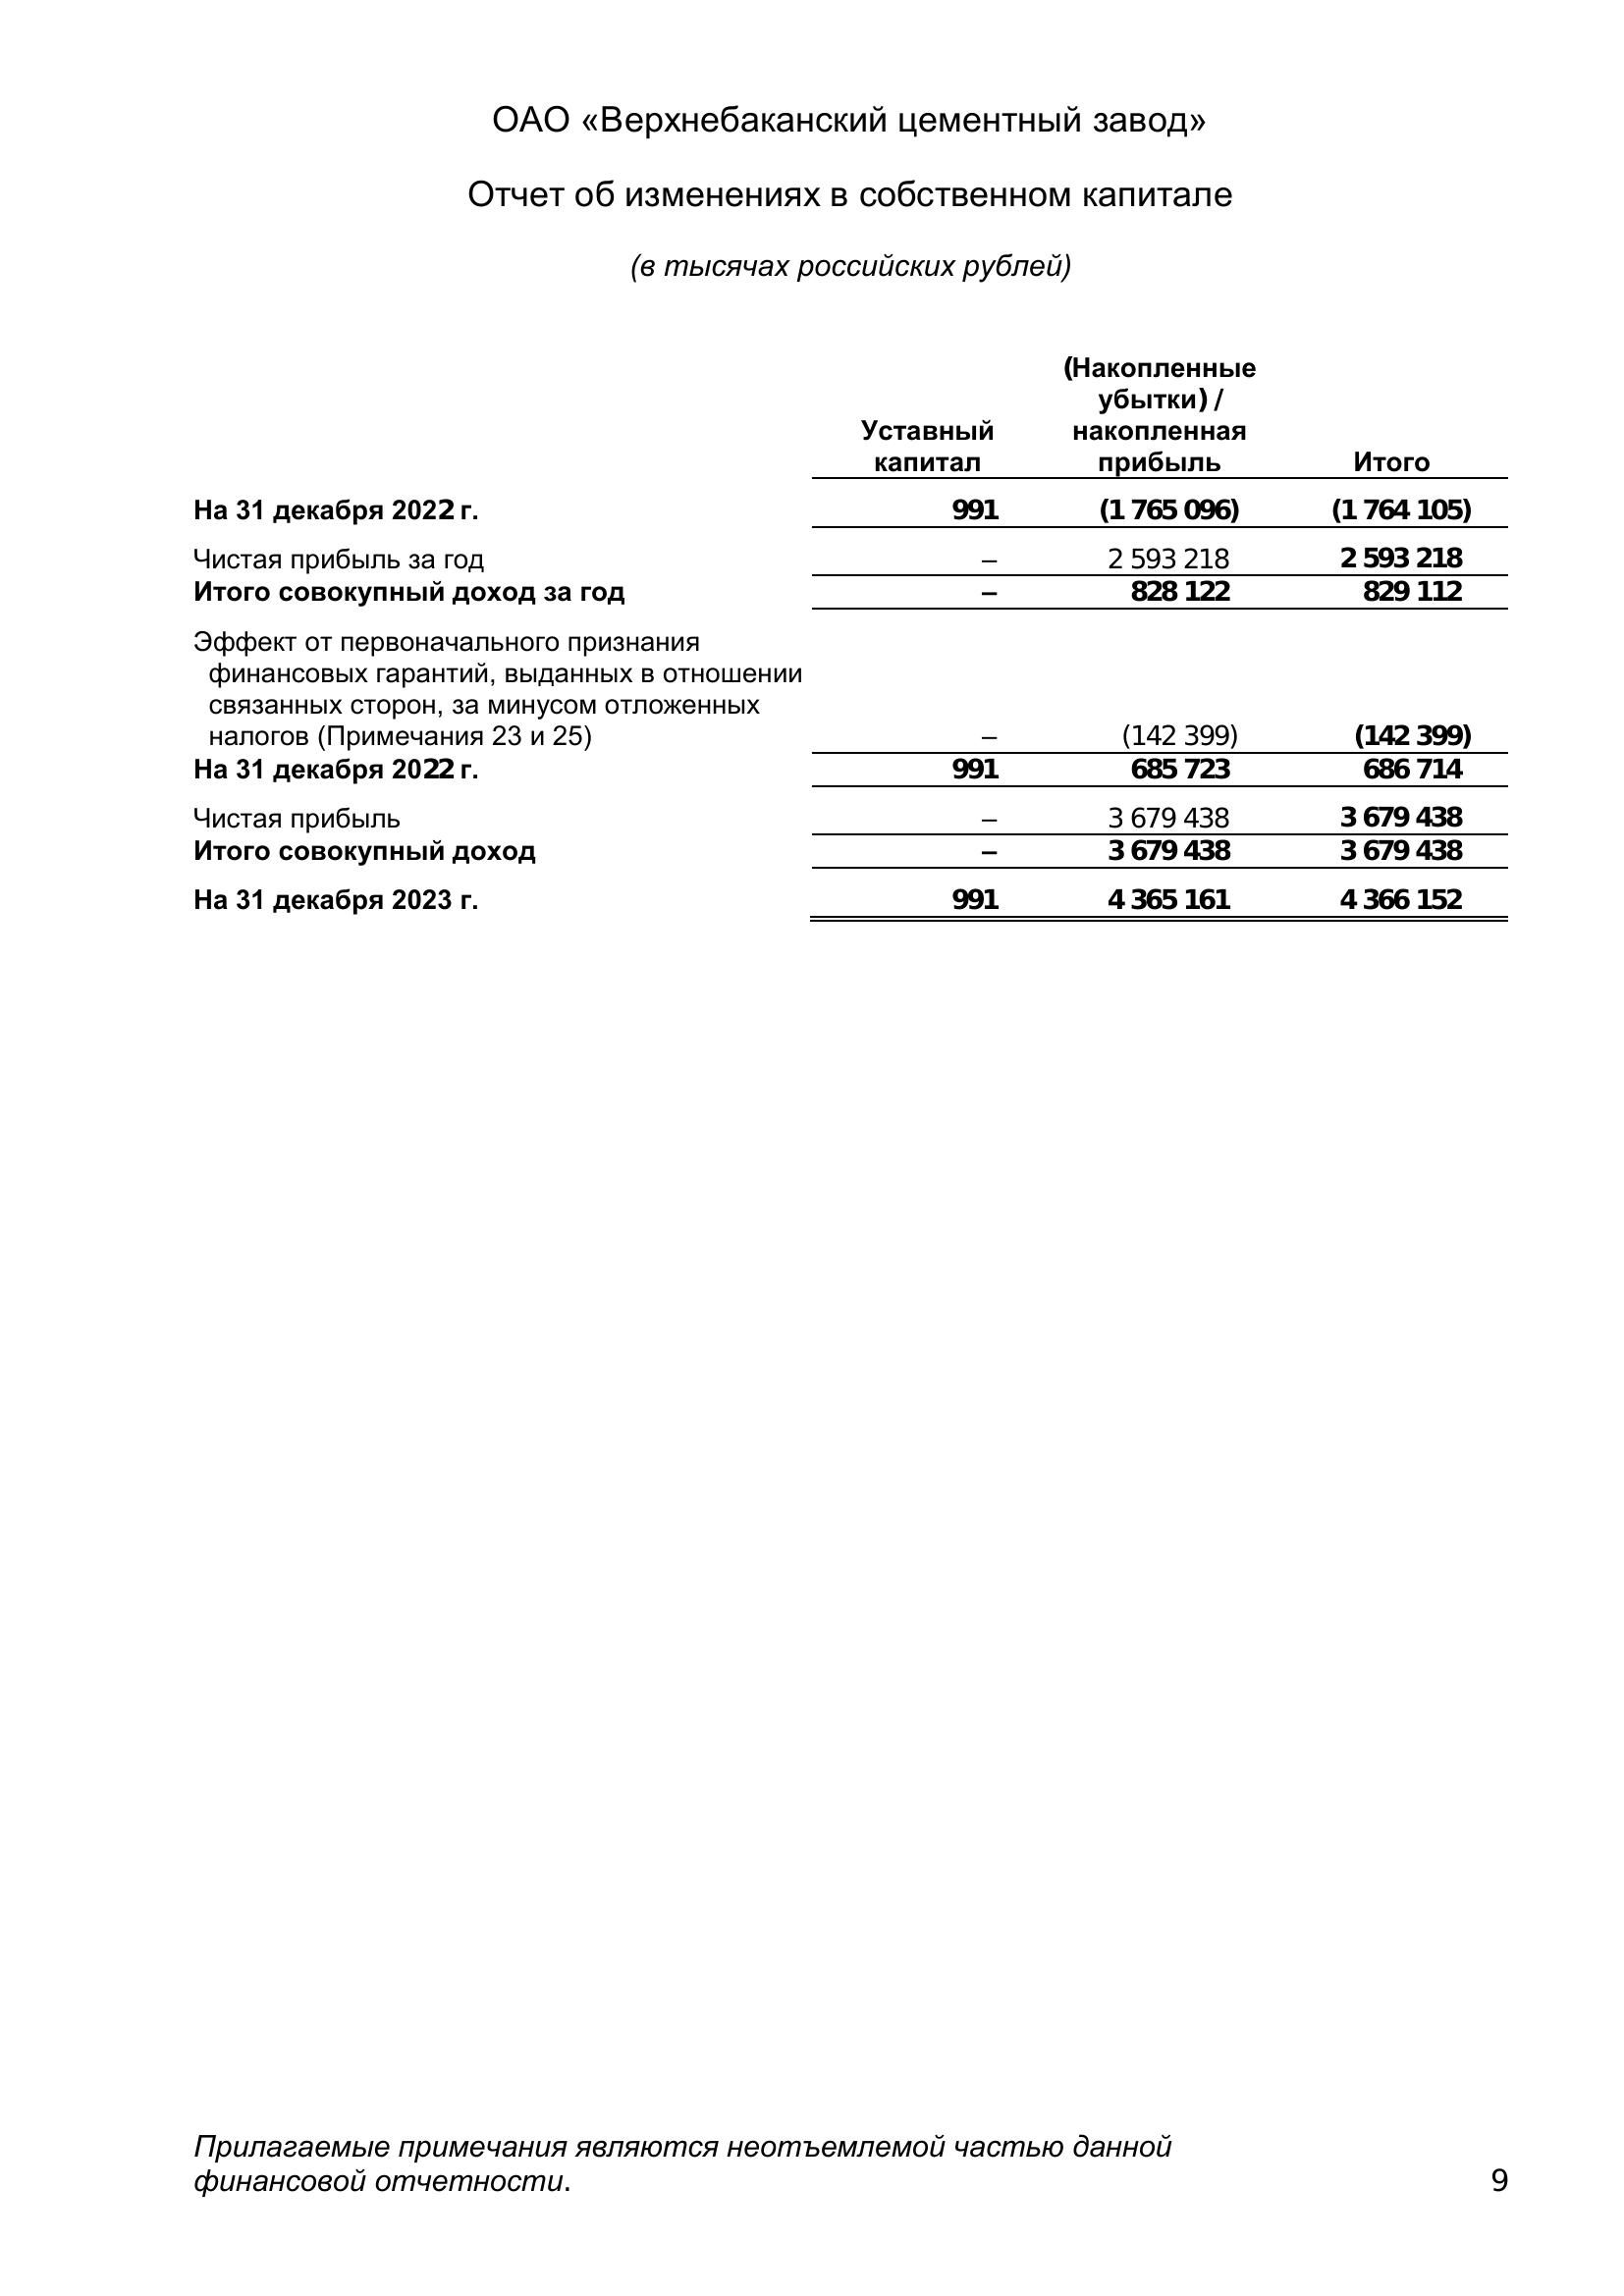 ОАО «Верхнебаканский цементный завод»
Отчет об изменениях в собственном капитале
(в тысячах российских рублей)
(Накопленные
убытки) /
Уставный накопленная
капитал прибыль Итого
На 31 декабря 2022 г. 991 (1 765 096) (1 764 105)
Чистая прибыль за год – 2 593 218 2 593 218
Итого совокупный доход за год – 828 122 829 112
Эффект от первоначального признания
финансовых гарантий, выданных в отношении
связанных сторон, за минусом отложенных
налогов (Примечания 23 и 25) – (142 399) (142 399)
На 31 декабря 2022 г. 991 685 723 686 714
Чистая прибыль – 3 679 438 3 679 438
Итого совокупный доход – 3 679 438 3 679 438
На 31 декабря 2023 г. 991 4 365 161 4 366 152
Прилагаемые примечания являются неотъемлемой частью данной
финансовой отчетности. 9